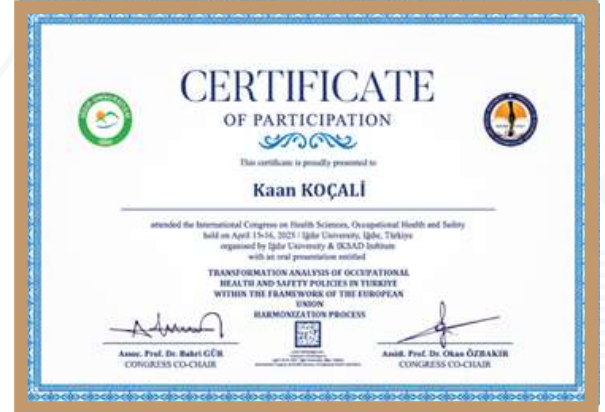 CERTIFICATE
OF PARTICIPATION
This certificate is proudly presented to
Kaan KOÇALİ
attended the International Congress on Health Sciences, Occupational Health and Safety
held on April 15-16, 2025 / Iğdır University, Iğdır, Türkiye
organised by Iğdır University & IKSAD Institute
with an oral presentation entitled
TRANSFORMATION ANALYSIS OF OCCUPATIONAL
HEALTH AND SAFETY POLICIES IN TURKIYE
WITHIN THE FRAMEWORK OF THE EUROPEAN
UNION
HARMONIZATION PROCESS
Assoc. Prof. Dr. Bahri GÜR
CONGRESS CO-CHAIR
Assist. Prof. Dr. Okan ÖZBAKIR
CONGRESS CO-CHAIR